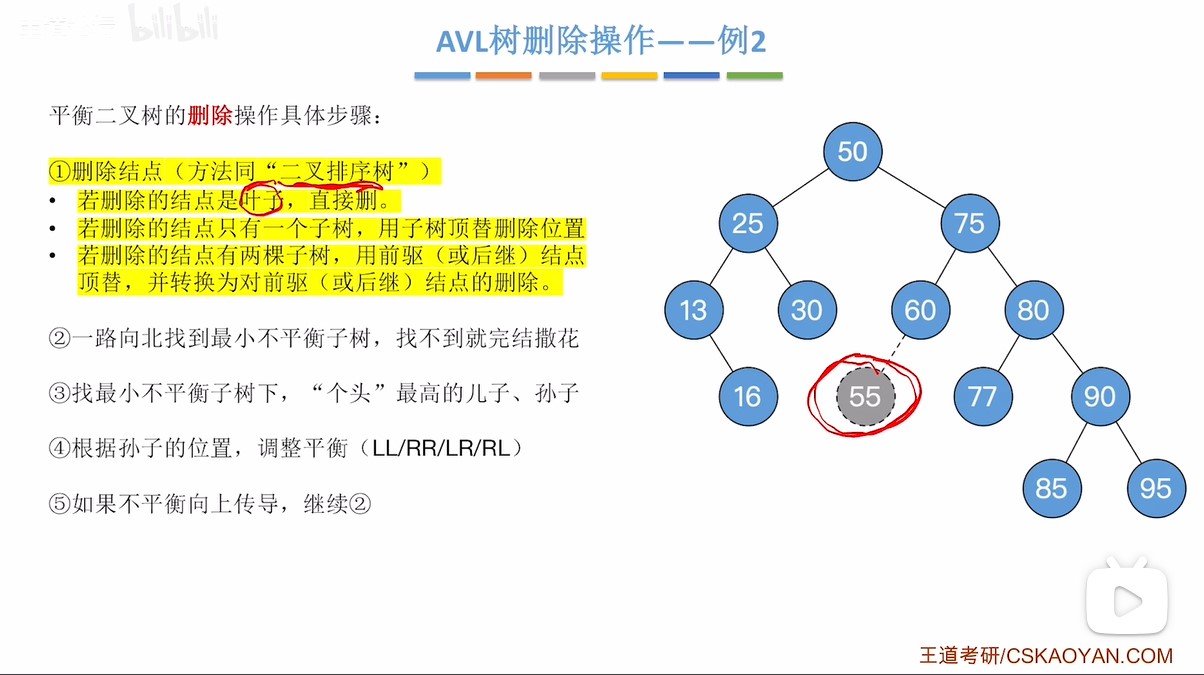 bilibili
AVL树删除操作——例2
平衡二叉树的删除操作具体步骤：
①删除结点（方法同“二叉排序树”）
• 若删除的结点是叶子，直接删。
• 若删除的结点只有一个子树，用子树顶替删除位置
• 若删除的结点有两棵子树，用前驱（或后继）结点
顶替，并转换为对前驱（或后继）结点的删除。
②一路向北找到最小不平衡子树，找不到就完结撒花
③找最小不平衡子树下，“个头”最高的儿子、孙子
④根据孙子的位置，调整平衡（LL/RR/LR/RL）
⑤如果不平衡向上传导，继续②
50
25 75
13 30 60 80
16 55 77 90
85 95
王道考研/CSKAOYAN.COM